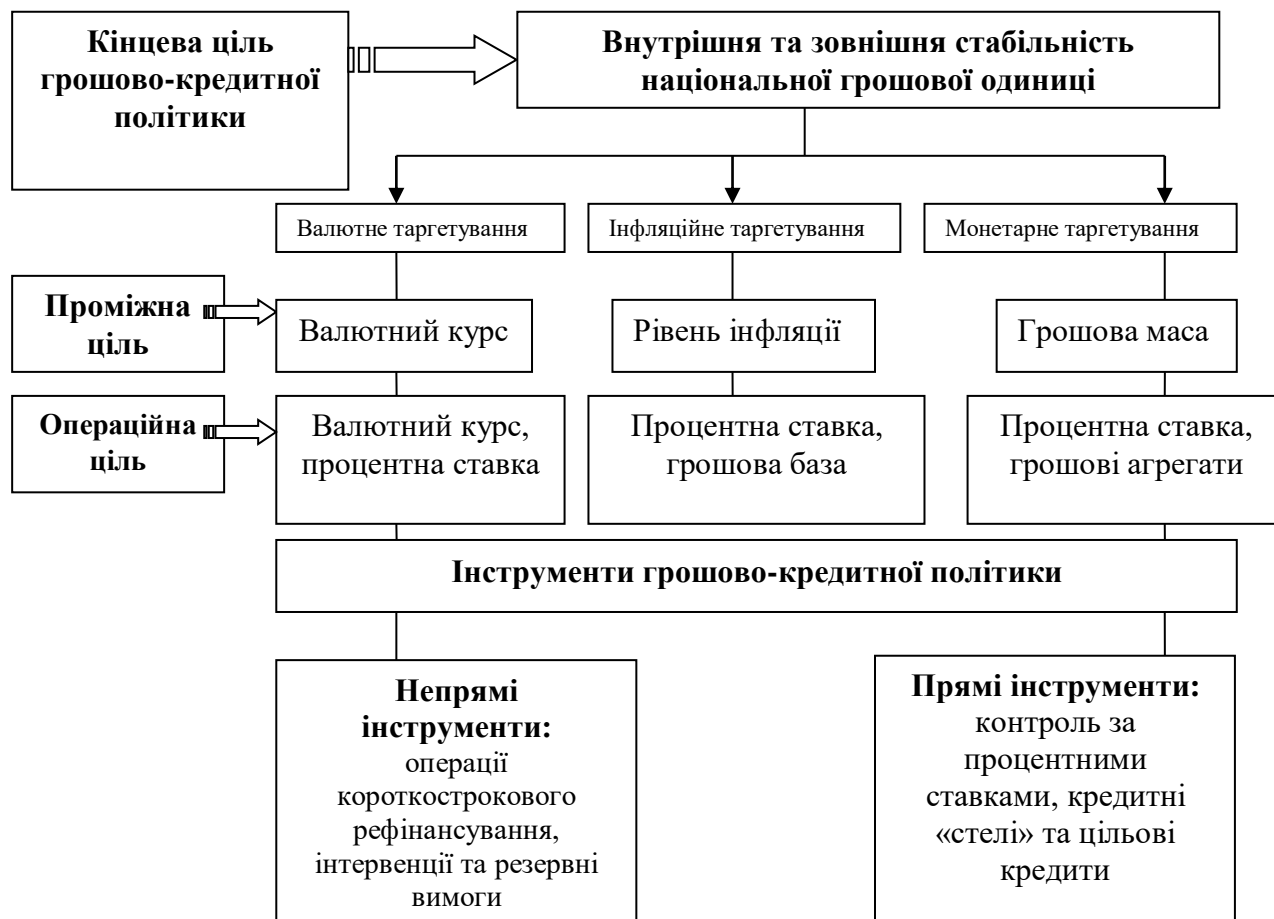 Кінцева ціль
грошово-кредитної
політики
Внутрішня та зовнішня стабільність
національної грошової одиниці
Валютне таргетування
Інфляційне таргетування
Монетарне таргетування
Проміжна
ціль
Валютний курс
Рівень інфляції
Грошова маса
Операційна
ціль
Валютний курс,
процентна ставка
Процентна ставка,
грошова база
Процентна ставка,
грошові агрегати
Інструменти грошово-кредитної політики
Непрямі
інструменти:
операції
короткострокового
рефінансування,
інтервенції та резервні
вимоги
Прямі інструменти:
контроль за
процентними
ставками, кредитні
«стелі» та цільові
кредити